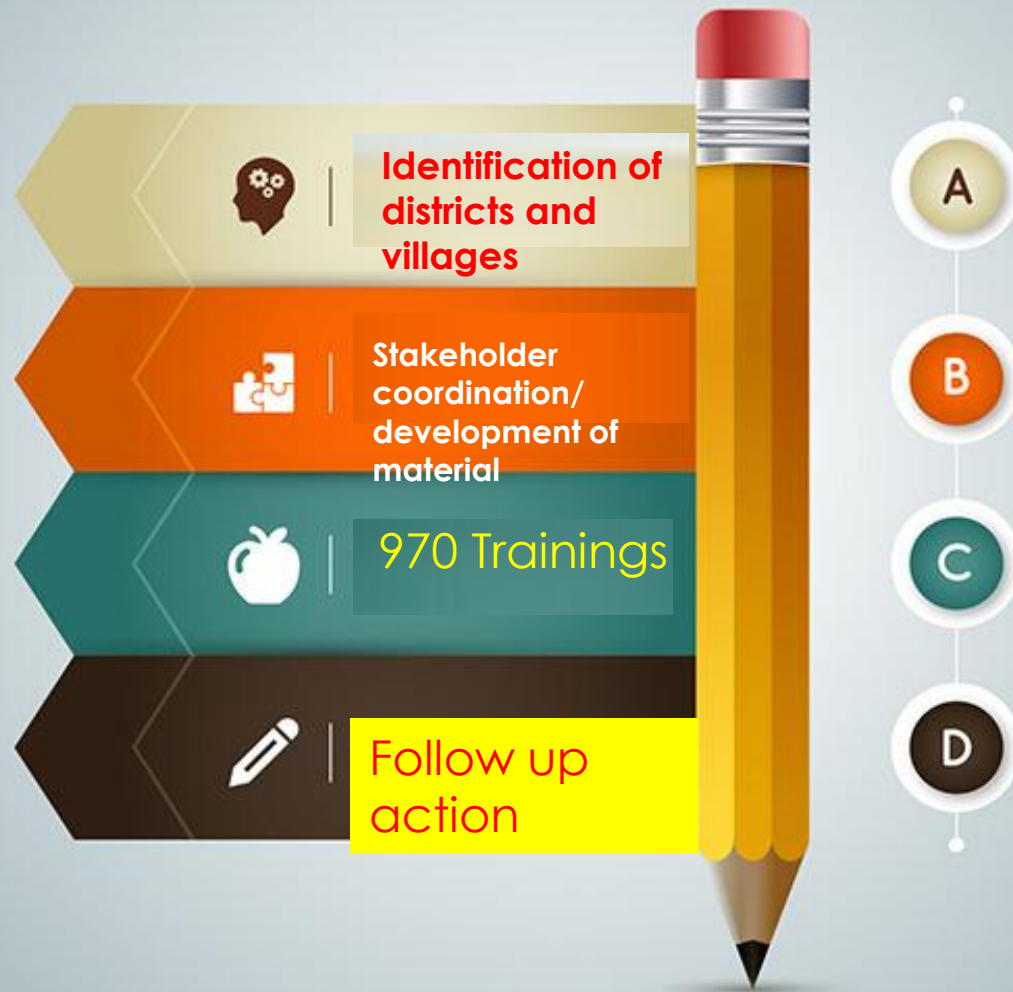 Identification of
districts and
villages
A
Stakeholder
coordination/
development of
material
B
970 Trainings
C
Follow up
action
D